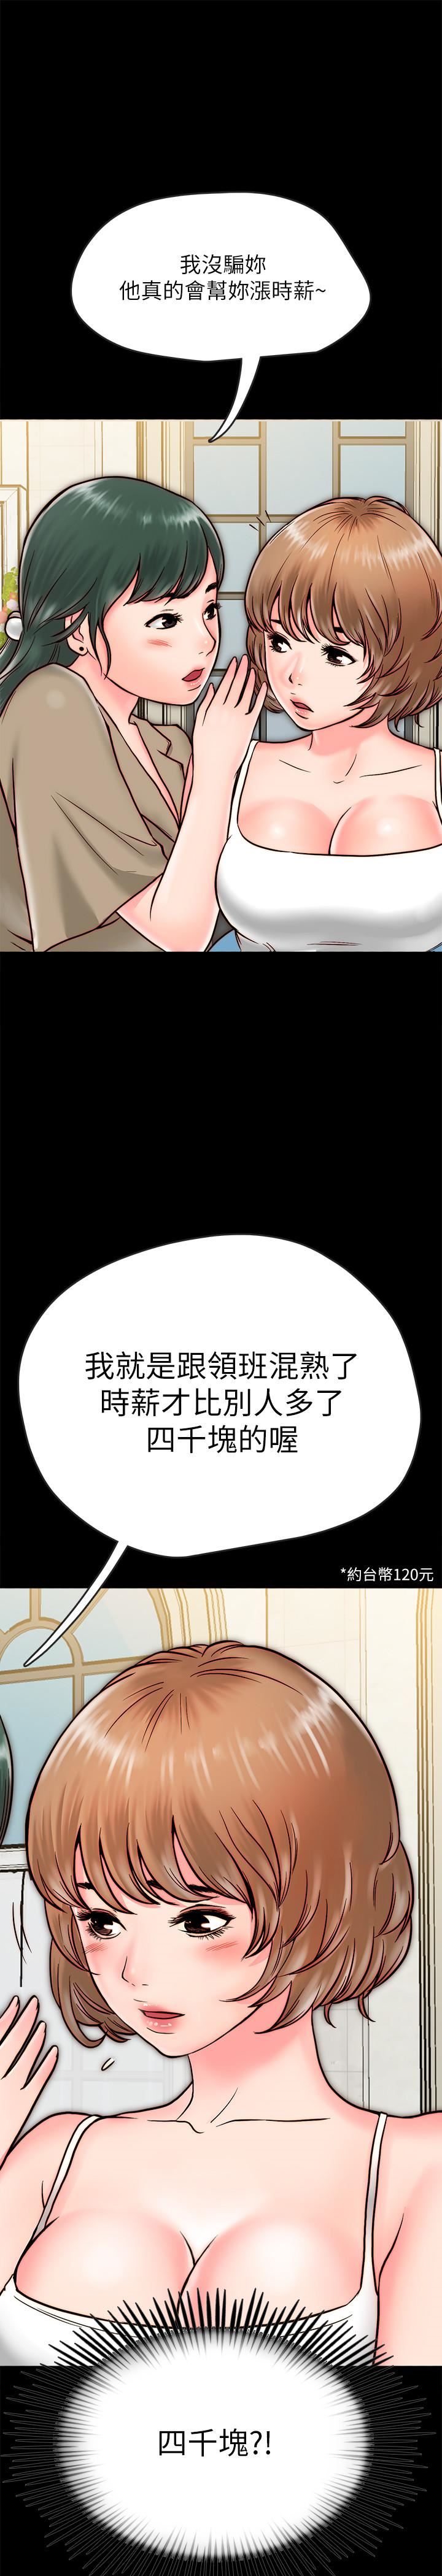 我沒騙妳
他真的會幫妳漲時薪~
我就是跟領班混熟了
時薪才比別人多了
四千塊的喔
*約台幣120元
四千塊?!